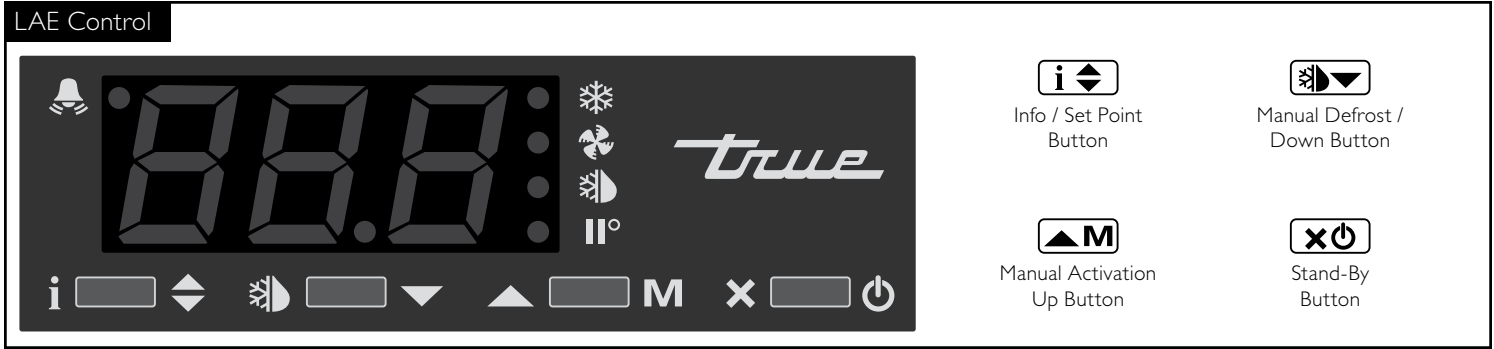 LAE Control
true
i
M
i
Info / Set Point
Button
Manual Defrost /
Down Button
M
Manual Activation
Up Button
Stand-By
Button